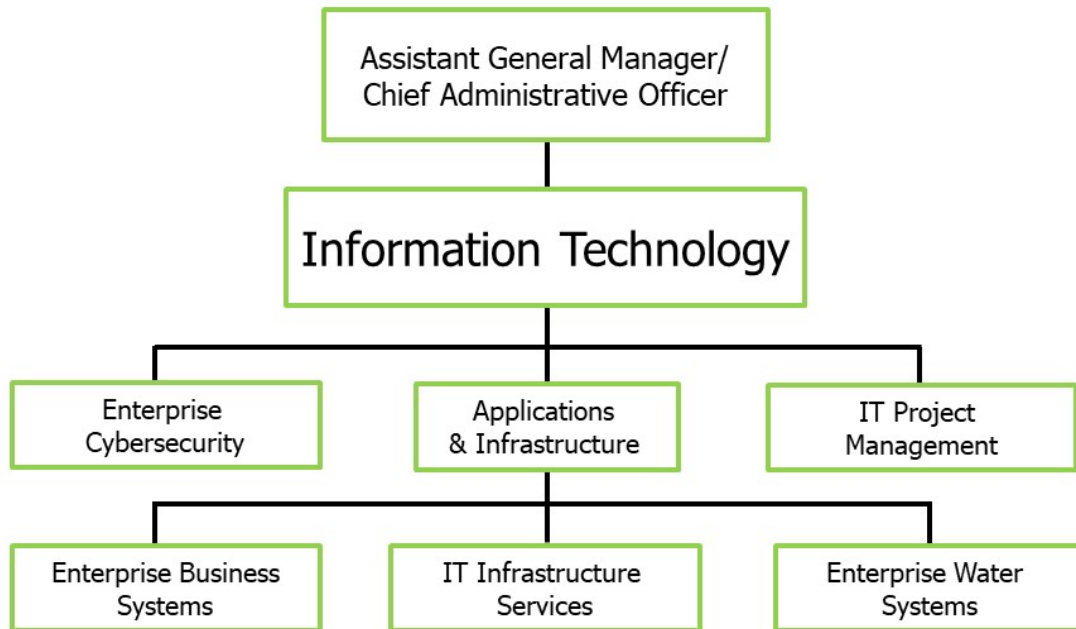 Assistant General Manager/
Chief Administrative Officer
Information Technology
Enterprise
Cybersecurity
Applications
& Infrastructure
IT Project
Management
Enterprise Business
Systems
IT Infrastructure
Services
Enterprise Water
Systems